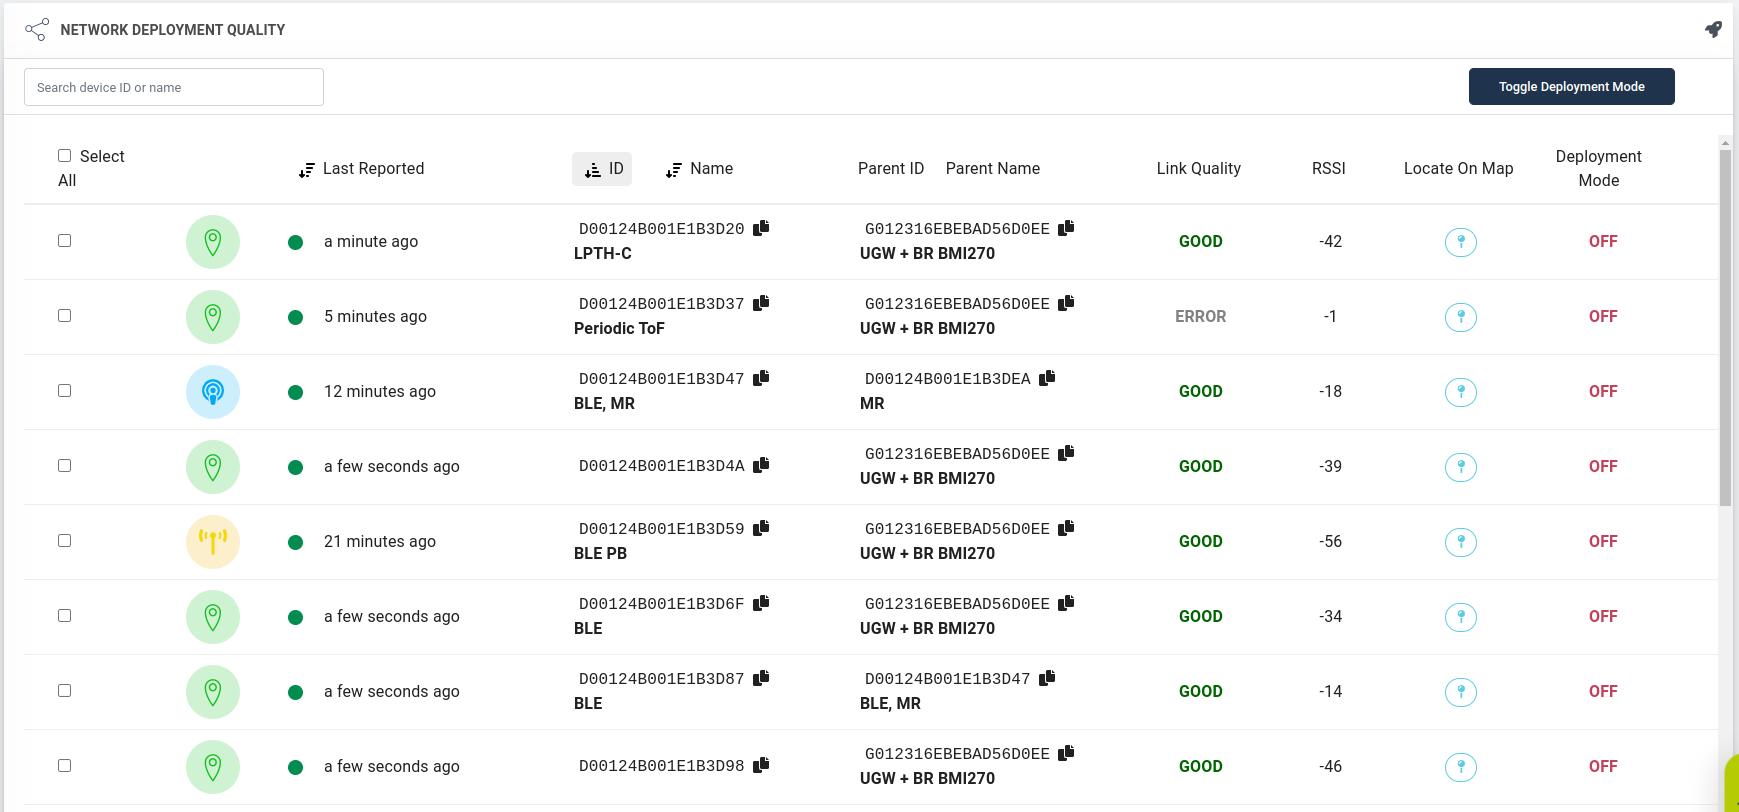 NETWORK DEPLOYMENT QUALITY
Search device ID or name
Toggle Deployment Mode
Select All
Last Reported
ID
Name
Parent ID
Parent Name
Link Quality
RSSI
Locate On Map
Deployment Mode
a minute ago
D00124B001E1B3D20
LPTH-C
G012316EBEBAD56D0EE
UGW + BR BMI270
GOOD
-42
OFF
5 minutes ago
D00124B001E1B3D37
Periodic ToF
G012316EBEBAD56D0EE
UGW + BR BMI270
ERROR
-1
OFF
12 minutes ago
D00124B001E1B3D47
BLE, MR
D00124B001E1B3DEA
MR
GOOD
-18
OFF
a few seconds ago
D00124B001E1B3D4A
G012316EBEBAD56D0EE
UGW + BR BMI270
GOOD
-39
OFF
21 minutes ago
D00124B001E1B3D59
BLE PB
G012316EBEBAD56D0EE
UGW + BR BMI270
GOOD
-56
OFF
a few seconds ago
D00124B001E1B3D6F
BLE
G012316EBEBAD56D0EE
UGW + BR BMI270
GOOD
-34
OFF
a few seconds ago
D00124B001E1B3D87
BLE
D00124B001E1B3D47
BLE, MR
GOOD
-14
OFF
a few seconds ago
D00124B001E1B3D98
G012316EBEBAD56D0EE
UGW + BR BMI270
GOOD
-46
OFF